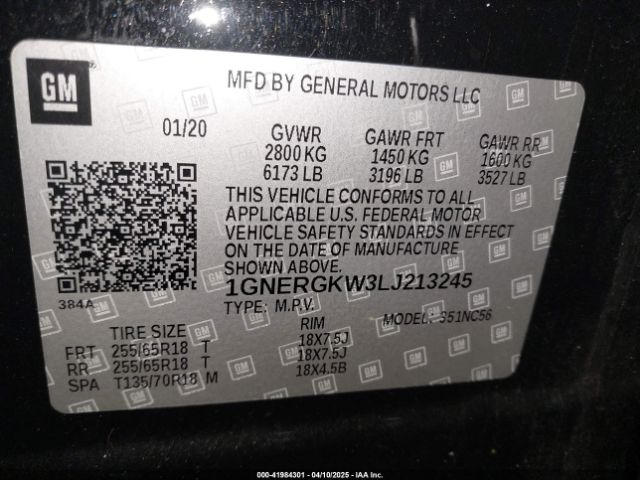 GM
MFD BY GENERAL MOTORS LLC
01/20 GVWR GAWR FRT GAWR RR
2800 KG 1450 KG 1600 KG
6173 LB 3196 LB 3527 LB
THIS VEHICLE CONFORMS TO ALL
APPLICABLE U.S. FEDERAL MOTOR
VEHICLE SAFETY STANDARDS IN EFFECT
ON THE DATE OF MANUFACTURE
SHOWN ABOVE.
384A
1GNERGKW3LJ213245
TYPE: M.P.V. MODEL: S51NC56
TIRE SIZE RIM
FRT 255/65R18 T 18X7.5J
RR 255/65R18 T 18X7.5J
SPA T135/70R18 M 18X4.5B
000-41984301 - 04/10/2025 - IAA Inc.